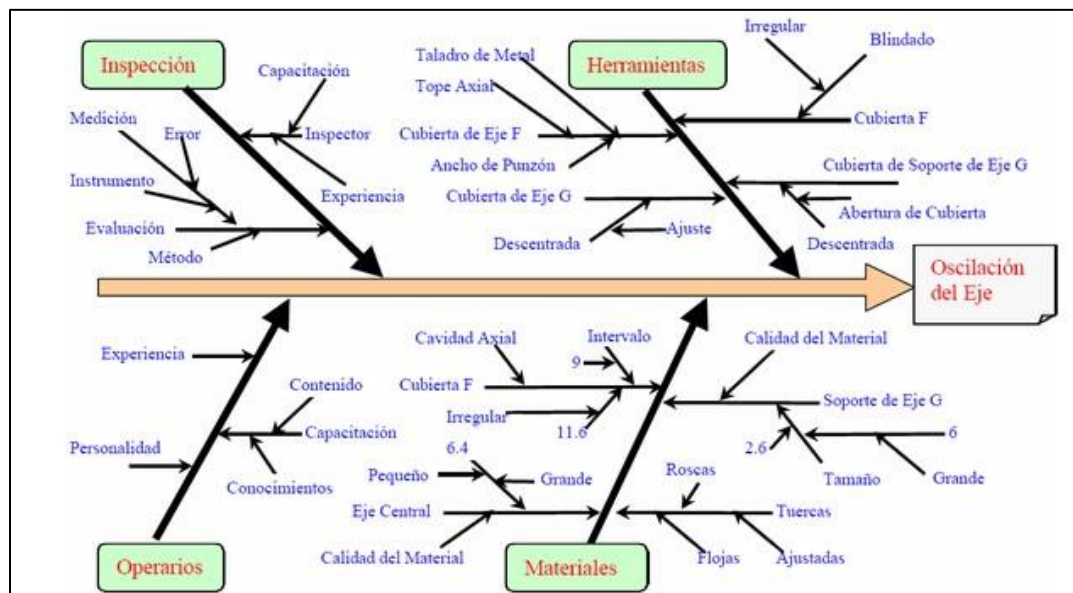 Inspección
Capacitación
Medición
Error
Inspector
Instrumento
Experiencia
Evaluación
Método
Herramientas
Irregular
Blindado
Taladro de Metal
Tope Axial
Cubierta F
Cubierta de Eje F
Ancho de Punzón
Cubierta de Soporte de Eje G
Cubierta de Eje G
Abertura de Cubierta
Descentrada
Ajuste
Descentrada
Oscilación
del Eje
Experiencia
Contenido
Capacitación
Personalidad
Conocimientos
Operarios
Cavidad Axial
Intervalo
9
Calidad del Material
Cubierta F
Soporte de Eje G
Irregular
11.6
6.4
2.6
6
Pequeño
Grande
Roscas
Tamaño
Grande
Eje Central
Tuercas
Calidad del Material
Flojas
Ajustadas
Materiales